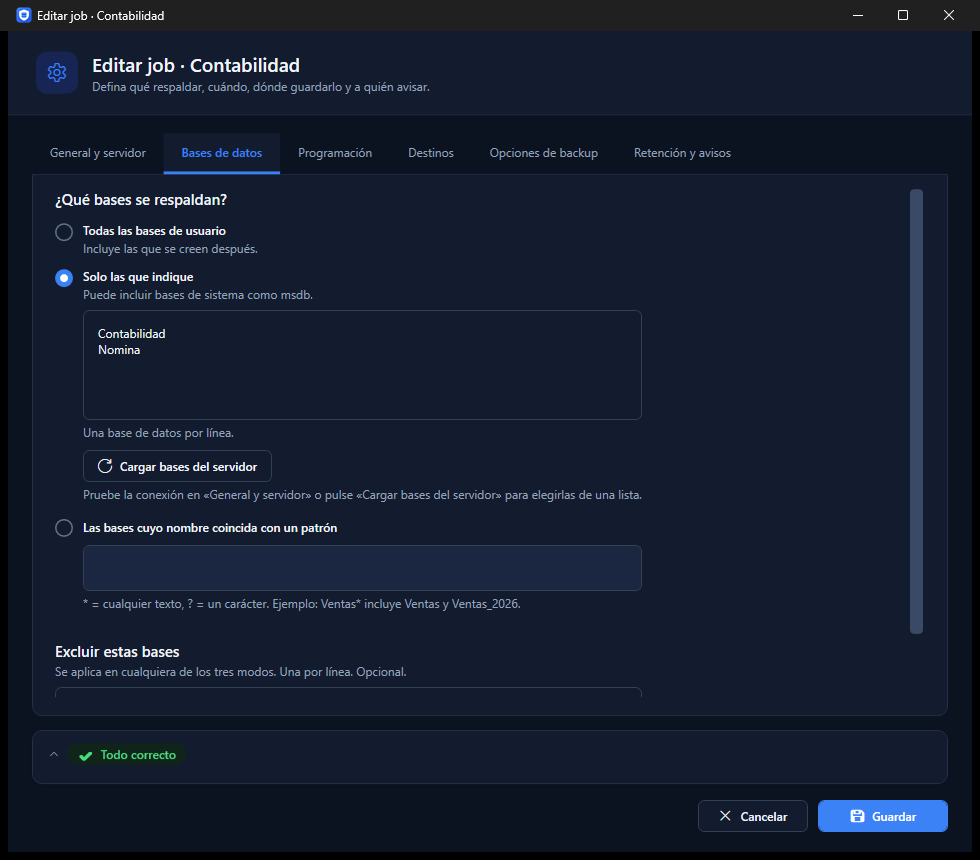 Editar job · Contabilidad
Editar job · Contabilidad
Defina qué respaldar, cuándo, dónde guardarlo y a quién avisar.
General y servidor
Bases de datos
Programación
Destinos
Opciones de backup
Retención y avisos
¿Qué bases se respaldan?
Todas las bases de usuario
Incluye las que se creen después.
Solo las que indique
Puede incluir bases de sistema como msdb.
Contabilidad
Nomina
Una base de datos por línea.
Cargar bases del servidor
Pruebe la conexión en «General y servidor» o pulse «Cargar bases del servidor» para elegirlas de una lista.
Las bases cuyo nombre coincida con un patrón
* = cualquier texto, ? = un carácter. Ejemplo: Ventas* incluye Ventas y Ventas_2026.
Excluir estas bases
Se aplica en cualquiera de los tres modos. Una por línea. Opcional.
Todo correcto
Cancelar
Guardar